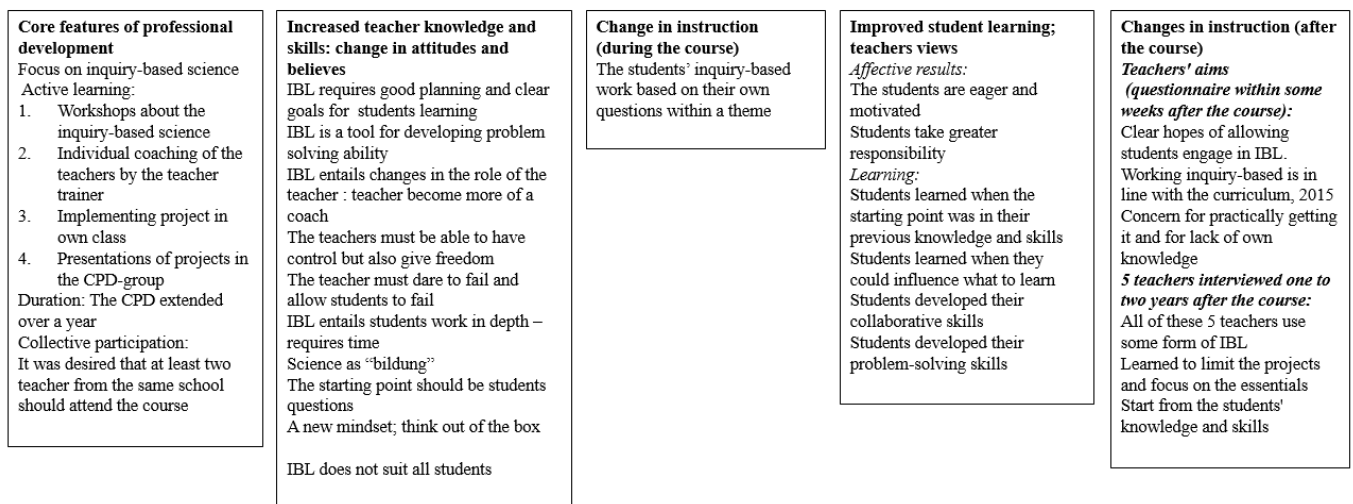 Core features of professional
development
Focus on inquiry-based science
Active learning:
1. Workshops about the
inquiry-based science
2. Individual coaching of the
teachers by the teacher
trainer
3. Implementing project in
own class
4. Presentations of projects in
the CPD-group
Duration: The CPD extended
over a year
Collective participation:
It was desired that at least two
teacher from the same school
should attend the course
Increased teacher knowledge and
skills: change in attitudes and
believes
IBL requires good planning and clear
goals for students learning
IBL is a tool for developing problem
solving ability
IBL entails changes in the role of the
teacher : teacher become more of a
coach
The teachers must be able to have
control but also give freedom
The teacher must dare to fail and
allow students to fail
IBL entails students work in depth –
requires time
Science as “bildung”
The starting point should be students
questions
A new mindset; think out of the box
IBL does not suit all students
Change in instruction
(during the course)
The students’ inquiry-based
work based on their own
questions within a theme
Improved student learning;
teachers views
Affective results:
The students are eager and
motivated
Students take greater
responsibility
Learning:
Students learned when the
starting point was in their
previous knowledge and skills
Students learned when they
could influence what to learn
Students developed their
collaborative skills
Students developed their
problem-solving skills
Changes in instruction (after
the course)
Teachers' aims
(questionnaire within some
weeks after the course):
Clear hopes of allowing
students engage in IBL.
Working inquiry-based is in
line with the curriculum, 2015
Concern for practically getting
it and for lack of own
knowledge
5 teachers interviewed one to
two years after the course:
All of these 5 teachers use
some form of IBL
Learned to limit the projects
and focus on the essentials
Start from the students'
knowledge and skills